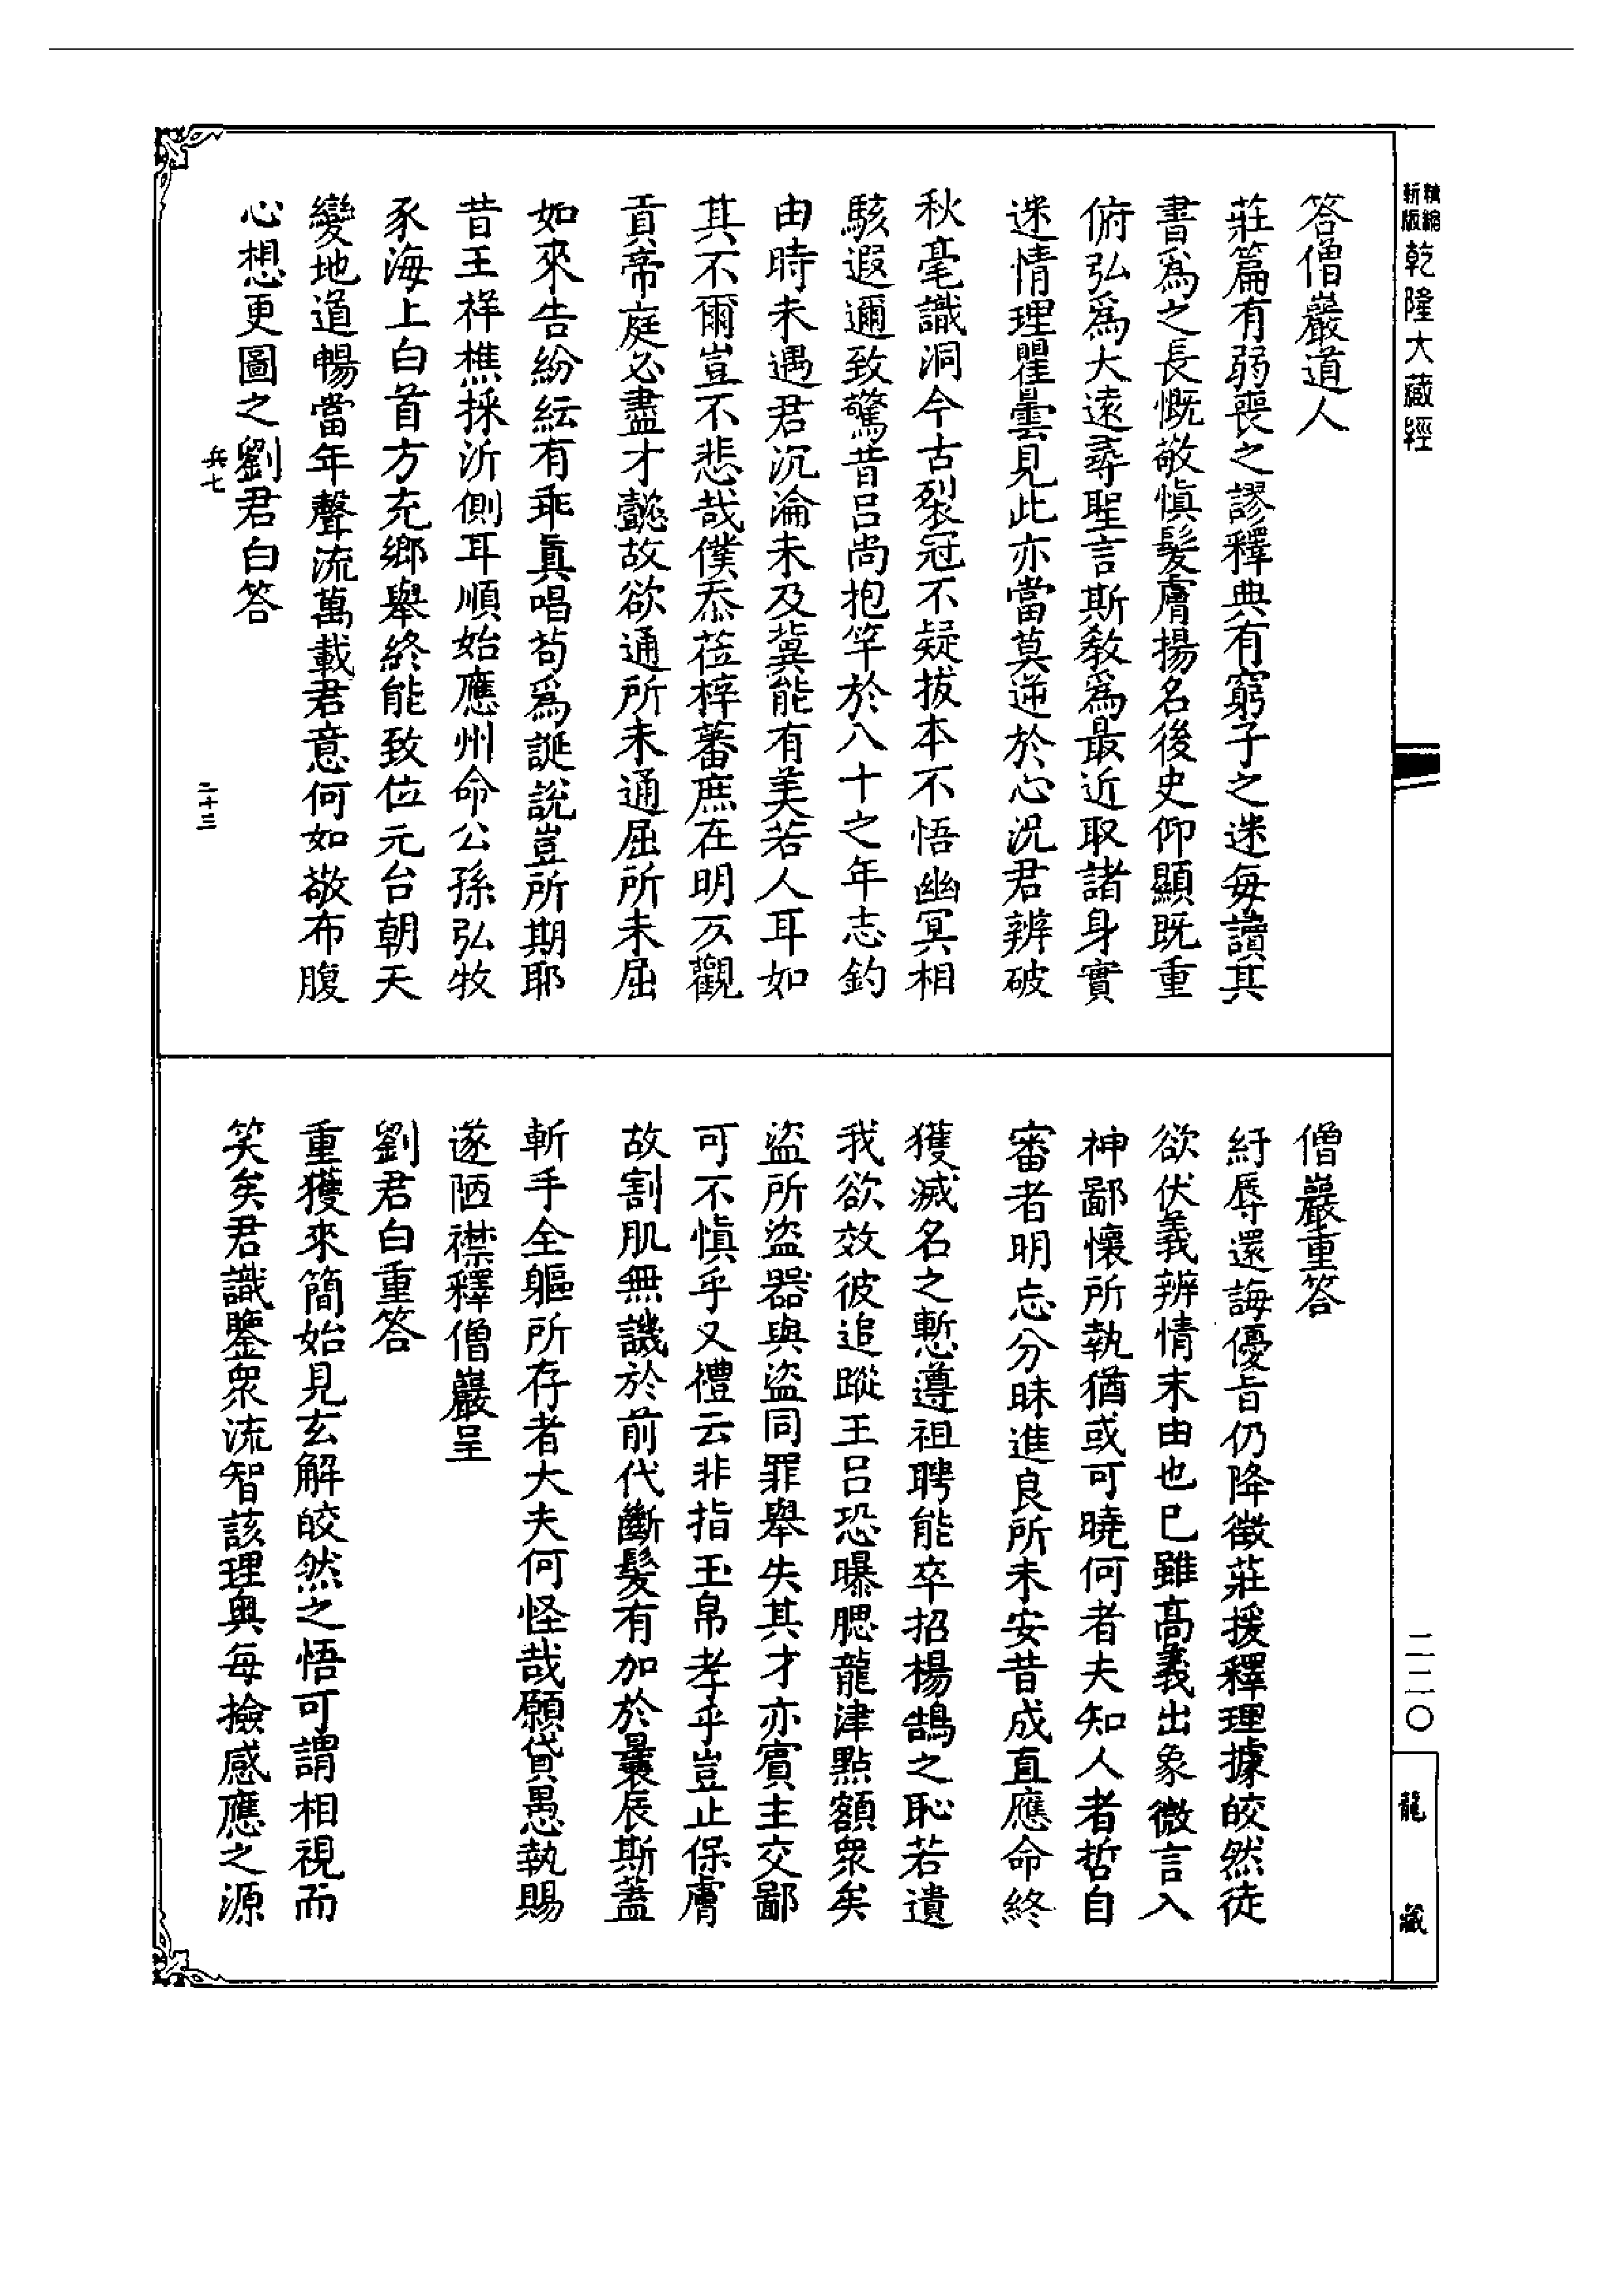 精縮
新版
乾隆大藏經
答僧巖道人
莊篇有弱喪之謬釋典有窮子之迷每讀其
書爲之長慨敬慎髮膚揚名後史仰顯既重
俯弘爲大遠尋聖言斯教爲最近取諸身實
迷情理瞿曇見此亦當莫逆於心況君辨破
秋毫識洞今古裂冠不疑拔本不悟幽冥相
駭遐邇致驚昔呂尚抱竿於八十之年志釣
由時未遇君沉淪未及冀能有美若人耳如
其不爾豈不悲哉僕忝莅梓蕃庶在明仄觀
貢帝庭必盡才懿故欲通所未通屈所未屈
如來告紛紜有乖眞唱苟爲誕說豈所期耶
昔王祥樵採沂側耳順始應州命公孫弘牧
豕海上白首方充鄉舉終能致位元台朝天
變地道暢當年聲流萬載君意何如敬布腹
心想更圖之劉君白答
兵七
二十三
僧巖重答
紆辱還誨優旨仍降徵莊援釋理據皎然徒
欲伏義辨情末由也已雖高義出象微言入
神鄙懷所執猶或可曉何者夫知人者哲自
審者明忘分昧進良所未安昔成直應命終
獲減名之慙遵祖聘能卒招楊鵠之恥若遺
我欲效彼追蹤王呂恐曝腮龍津點額衆矣
盜所盜器與盜同罪舉失其才亦賓主交鄙
可不慎乎又禮云非指玉帛孝乎豈止保膚
故割肌無譏於前代斷髮有加於曩辰斯蓋
斬手全軀所存者大夫何怪哉願貸愚執賜
遂陋襟釋僧巖呈
劉君白重答
重獲來簡始見玄解皎然之悟可謂相視而
笑矣君識鑒衆流智該理奥每撿感應之源
二二〇
龍藏